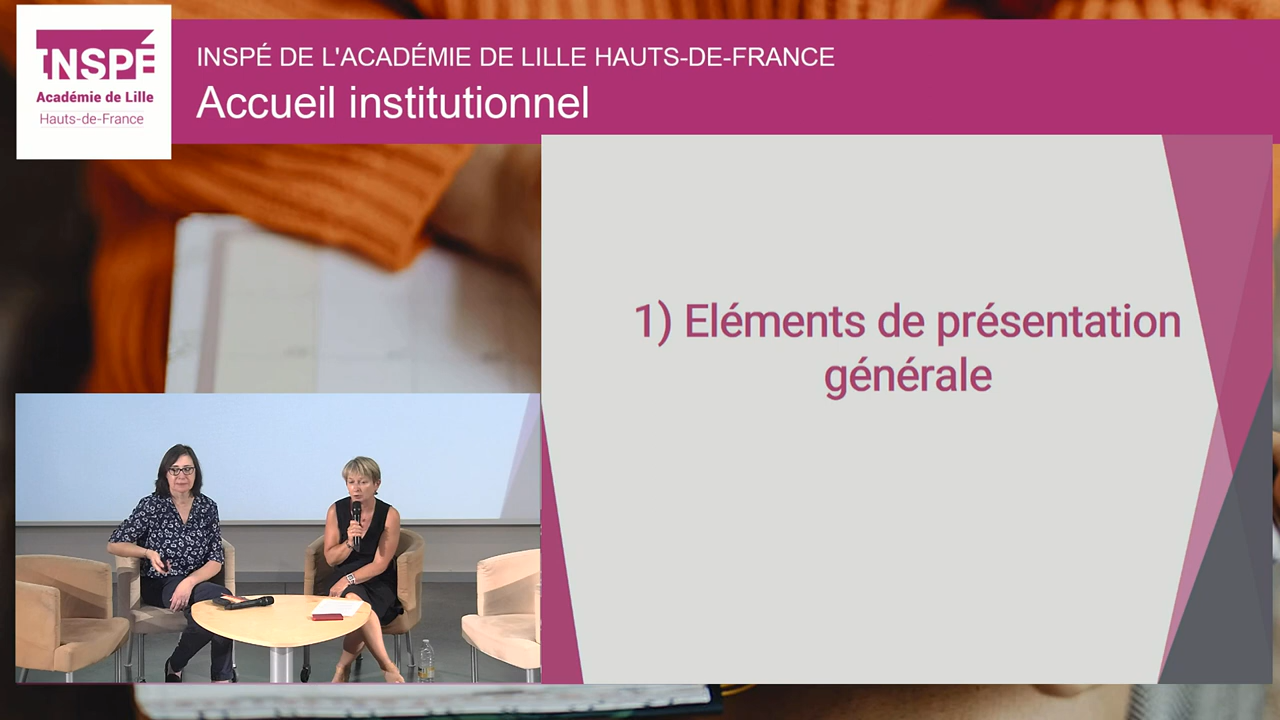 INSPÉ
Académie de Lille
Hauts-de-France
INSPÉ DE L'ACADÉMIE DE LILLE HAUTS-DE-FRANCE
Accueil institutionnel
1) Eléments de présentation
générale